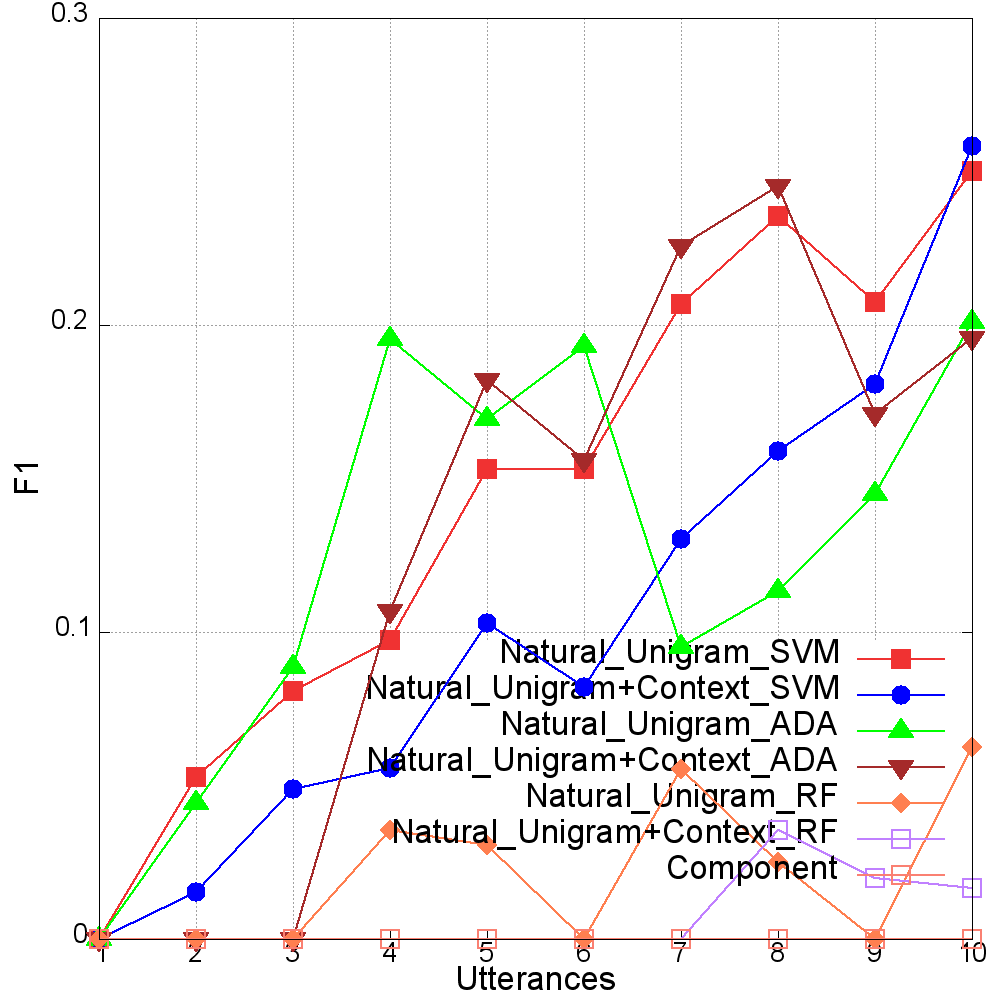 0.3
0.2
0.1
0
F1
Natural_Unigram_SVM
Natural_Unigram+Context_SVM
Natural_Unigram_ADA
Natural_Unigram+Context_ADA
Natural_Unigram_RF
Natural_Unigram+Context_RF
Component
1 2 3 4 5 6 7 8 9 10
Utterances